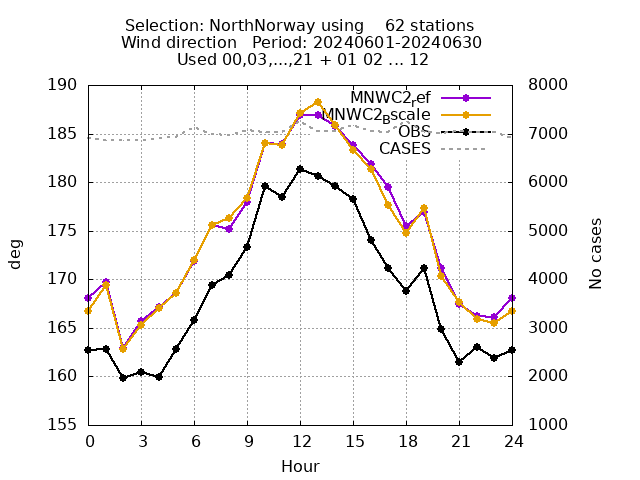 Selection: NorthNorway using    62 stations
Wind direction   Period: 20240601-20240630
Used 00,03,...,21 + 01 02 ... 12
190 8000
MNWC2ref
MNWC2Bscale
185 OBS 7000
CASES
180 6000
175 5000
deg No cases
170 4000
165 3000
160 2000
155 1000
0 3 6 9 12 15 18 21 24
Hour